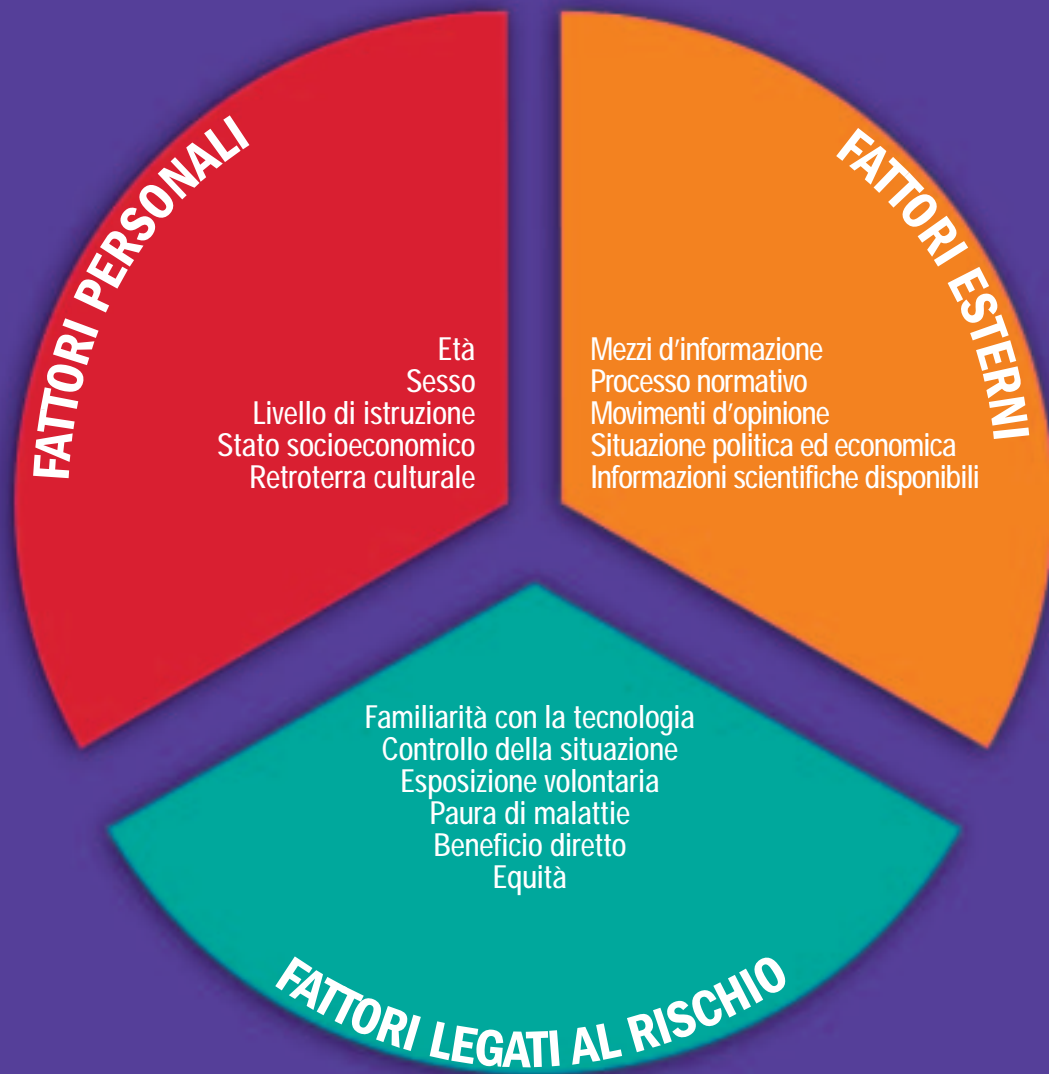 FATTORI PERSONALI
Età
Sesso
Livello di istruzione
Stato socioeconomico
Retroterra culturale
FATTORI ESTERNI
Mezzi d'informazione
Processo normativo
Movimenti d'opinione
Situazione politica ed economica
Informazioni scientifiche disponibili
Familiarità con la tecnologia
Controllo della situazione
Esposizione volontaria
Paura di malattie
Beneficio diretto
Equità
FATTORI LEGATI AL RISCHIO